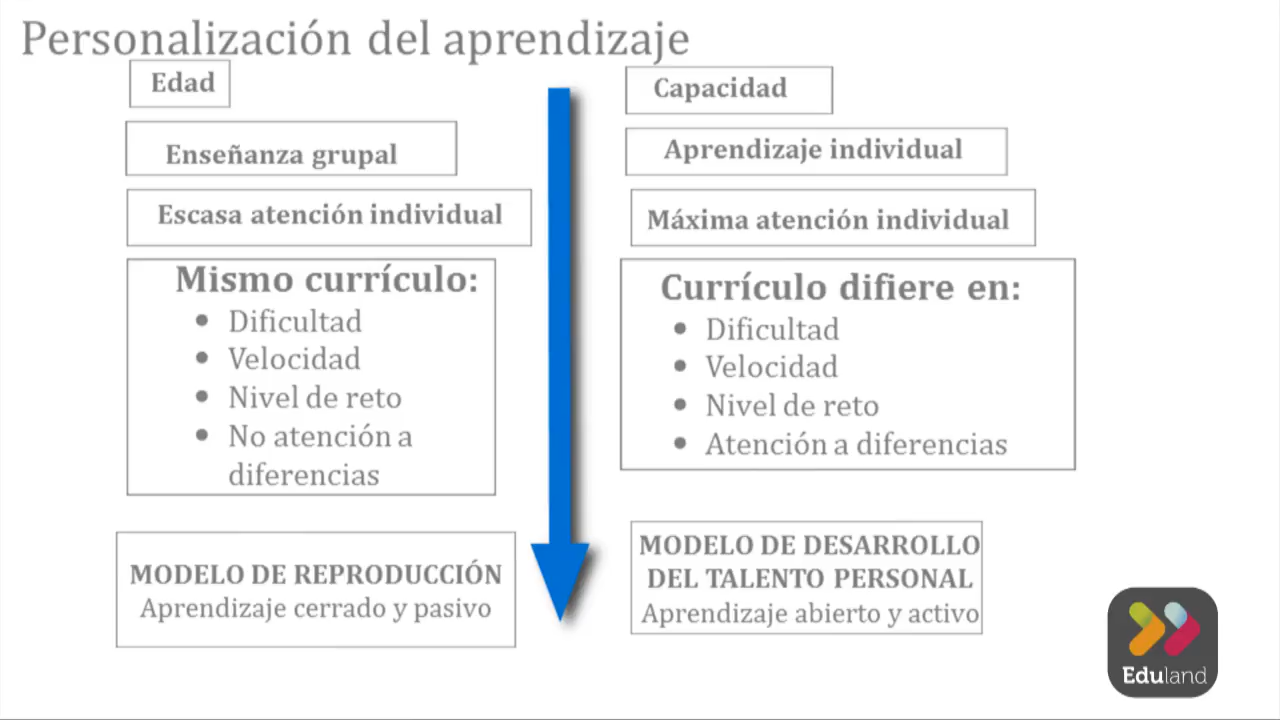 Personalización del aprendizaje
Edad
Enseñanza grupal
Escasa atención individual
Mismo currículo:
• Dificultad
• Velocidad
• Nivel de reto
• No atención a
diferencias
MODELO DE REPRODUCCIÓN
Aprendizaje cerrado y pasivo
Capacidad
Aprendizaje individual
Máxima atención individual
Currículo difiere en:
• Dificultad
• Velocidad
• Nivel de reto
• Atención a diferencias
MODELO DE DESARROLLO
DEL TALENTO PERSONAL
Aprendizaje abierto y activo
Eduland